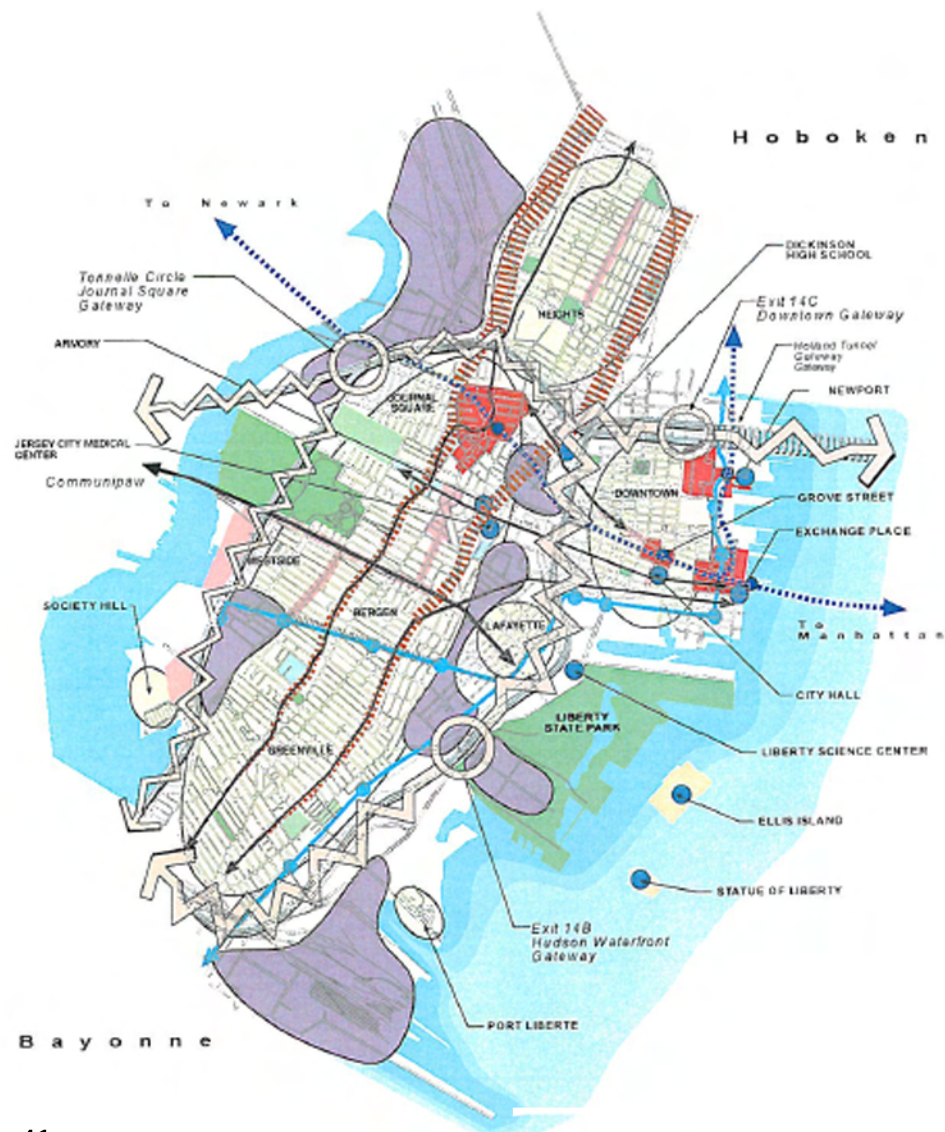 Hoboken
To Newark
DICKINSON
HIGH SCHOOL
Tonnelle Circle
Journal Square
Gateway
Exit 14C
Downtown Gateway
HEIGHTS
ARMORY
Holland Tunnel
Gateway
Gateway
NEWPORT
JOURNAL
SQUARE
JERSEY CITY MEDICAL
CENTER
Communipaw
DOWNTOWN
GROVE STREET
EXCHANGE PLACE
WESTSIDE
SOCIETY HILL
BERGEN
LAFAYETTE
To
Manhattan
CITY HALL
LIBERTY
STATE PARK
GREENVILLE
LIBERTY SCIENCE CENTER
ELLIS ISLAND
STATUE OF LIBERTY
Exit 14B
Hudson Waterfront
Gateway
PORT LIBERTE
Bayonne